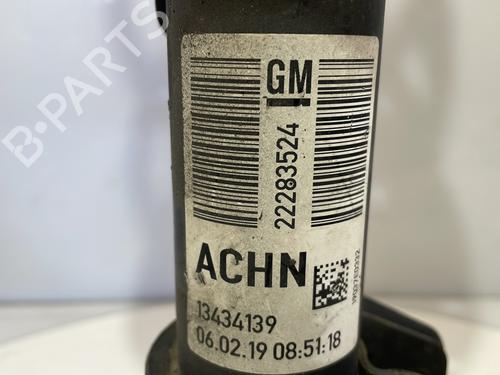 B-PARTS
GM
22283524
ACHN
13434139
06.02.19 08:51:18